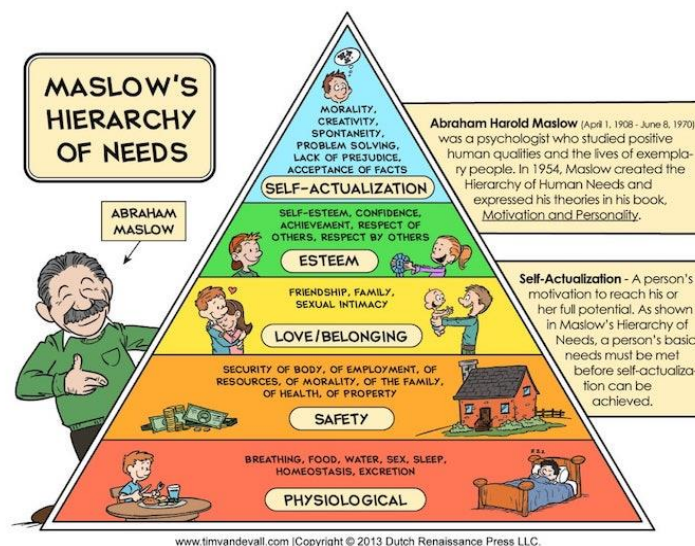 MASLOW'S
HIERARCHY
OF NEEDS
ABRAHAM
MASLOW
MORALITY,
CREATIVITY,
SPONTANEITY,
PROBLEM SOLVING,
LACK OF PREJUDICE,
ACCEPTANCE OF FACTS
SELF-ACTUALIZATION
SELF-ESTEEM, CONFIDENCE,
ACHIEVEMENT, RESPECT OF
OTHERS, RESPECT BY OTHERS
ESTEEM
FRIENDSHIP, FAMILY,
SEXUAL INTIMACY
LOVE/BELONGING
SECURITY OF BODY, OF EMPLOYMENT, OF
RESOURCES, OF MORALITY, OF THE FAMILY,
OF HEALTH, OF PROPERTY
SAFETY
BREATHING, FOOD, WATER, SEX, SLEEP,
HOMEOSTASIS, EXCRETION
PHYSIOLOGICAL
Abraham Harold Maslow (April 1, 1908 - June 8, 1970)
was a psychologist who studied positive
human qualities and the lives of exempla-
ry people. In 1954, Maslow created the
Hierarchy of Human Needs and
expressed his theories in his book,
Motivation and Personality.
Self-Actualization - A person's
motivation to reach his or
her full potential. As shown
in Maslow's Hierarchy of
Needs, a person's basic
needs must be met
before self-actualiza-
tion can be
achieved.
z z z
www.timvandevall.com |Copyright © 2013 Dutch Renaissance Press LLC.